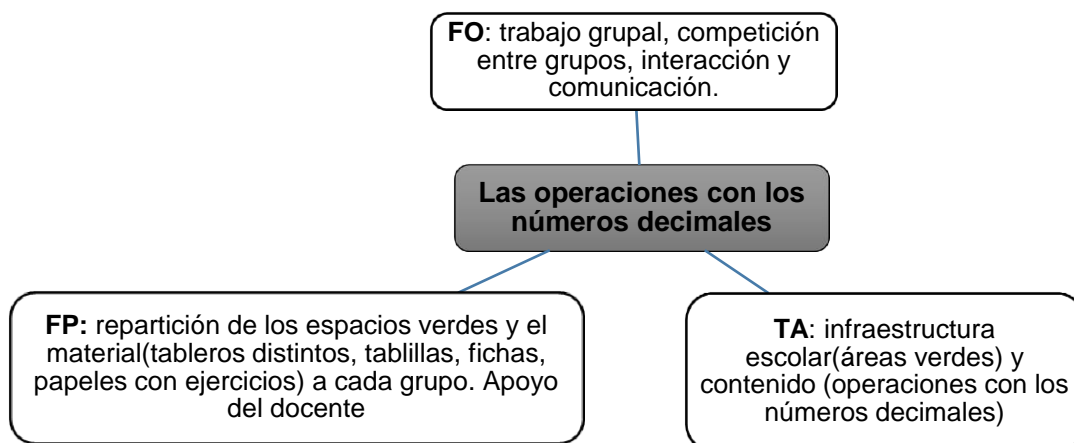 FO: trabajo grupal, competición
entre grupos, interacción y
comunicación.
Las operaciones con los
números decimales
FP: repartición de los espacios verdes y el
material(tableros distintos, tablillas, fichas,
papeles con ejercicios) a cada grupo. Apoyo
del docente
TA: infraestructura
escolar(áreas verdes) y
contenido (operaciones con los
números decimales)